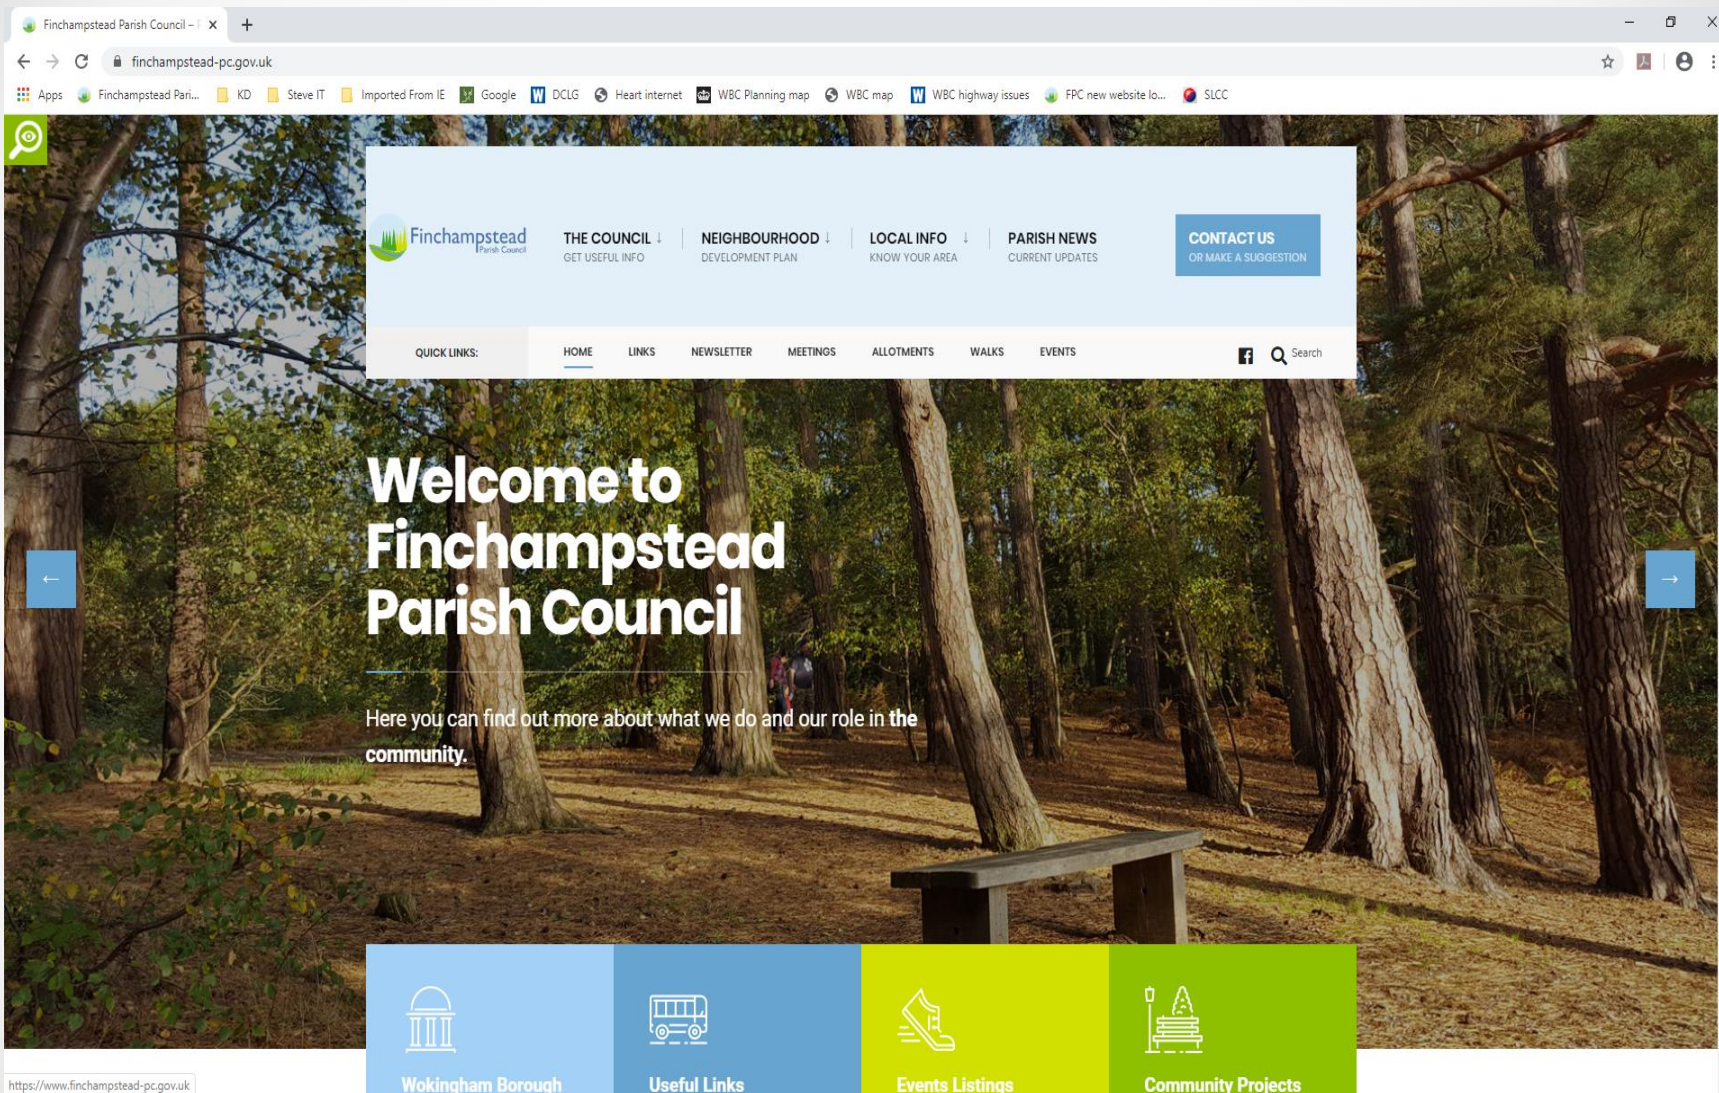 Finchampstead Parish Council – F
finchampstead-pc.gov.uk
Apps Finchampstead Pari... KD Steve IT Imported From IE Google DCLG Heart internet WBC Planning map WBC map WBC highway issues FPC new website lo... SLCC
Finchampstead
Parish Council
THE COUNCIL ↓ NEIGHBOURHOOD ↓ LOCAL INFO ↓ PARISH NEWS CONTACT US
GET USEFUL INFO DEVELOPMENT PLAN KNOW YOUR AREA CURRENT UPDATES OR MAKE A SUGGESTION
QUICK LINKS: HOME LINKS NEWSLETTER MEETINGS ALLOTMENTS WALKS EVENTS Search
Welcome to
Finchampstead
Parish Council
Here you can find out more about what we do and our role in the
community.
Wokingham Borough Useful Links Events Listings Community Projects
https://www.finchampstead-pc.gov.uk